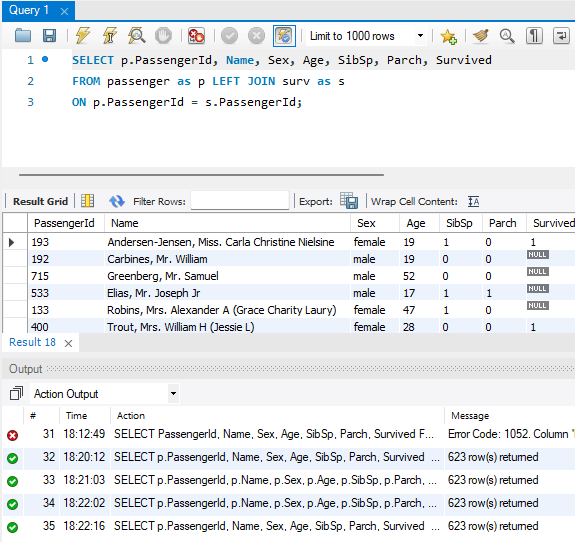 Query 1
Limit to 1000 rows
1 SELECT p.PassengerId, Name, Sex, Age, SibSp, Parch, Survived
2 FROM passenger as p LEFT JOIN surv as s
3 ON p.PassengerId = s.PassengerId;
Result Grid Filter Rows: Export: Wrap Cell Content:
PassengerId Name Sex Age SibSp Parch Survived
193 Andersen-Jensen, Miss. Carla Christine Nielsine female 19 1 0 1
192 Carbines, Mr. William male 19 0 0 NULL
715 Greenberg, Mr. Samuel male 52 0 0 NULL
533 Elias, Mr. Joseph Jr male 17 1 1 NULL
133 Robins, Mrs. Alexander A (Grace Charity Laury) female 47 1 0 NULL
400 Trout, Mrs. William H (Jessie L) female 28 0 0 1
Result 18
Output
Action Output
# Time Action Message
31 18:12:49 SELECT PassengerId, Name, Sex, Age, SibSp, Parch, Survived F... Error Code: 1052. Column '
32 18:20:12 SELECT p.PassengerId, Name, Sex, Age, SibSp, Parch, Survived ... 623 row(s) returned
33 18:21:03 SELECT p.PassengerId, p.Name, p.Sex, p.Age, p.SibSp, p.Parch, ... 623 row(s) returned
34 18:22:02 SELECT p.PassengerId, p.Name, p.Sex, p.Age, p.SibSp, p.Parch, ... 623 row(s) returned
35 18:22:16 SELECT p.PassengerId, Name, Sex, Age, SibSp, Parch, Survived ... 623 row(s) returned